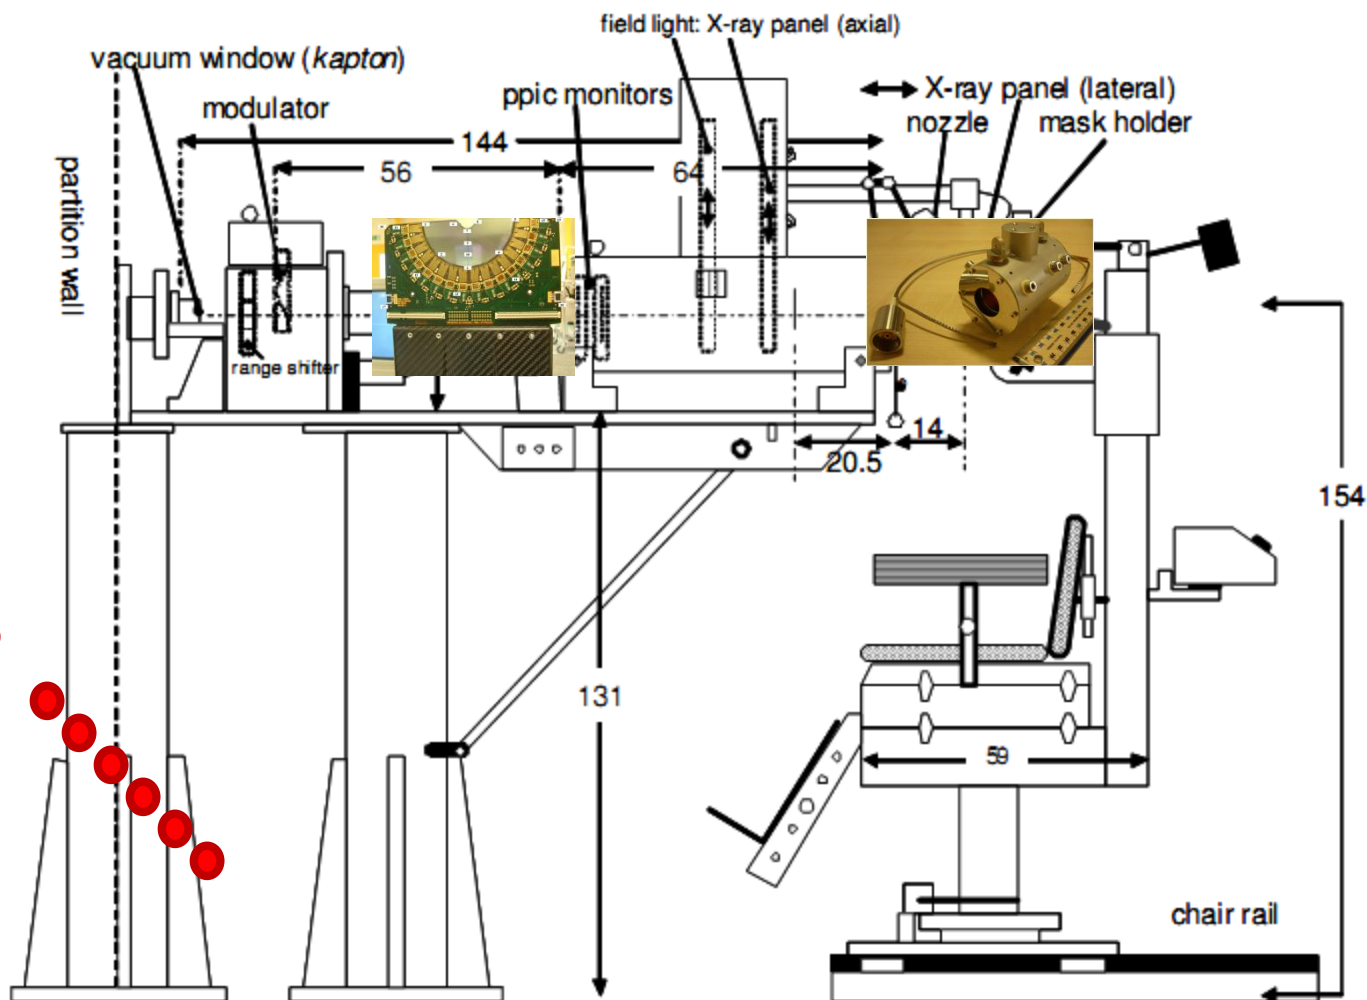 field light: X-ray panel (axial)
vacuum window (kapton)
X-ray panel (lateral)
modulator
ppic monitors
nozzle
mask holder
144
56
64
partition wall
range shifter
14
20.5
154
131
59
chair rail